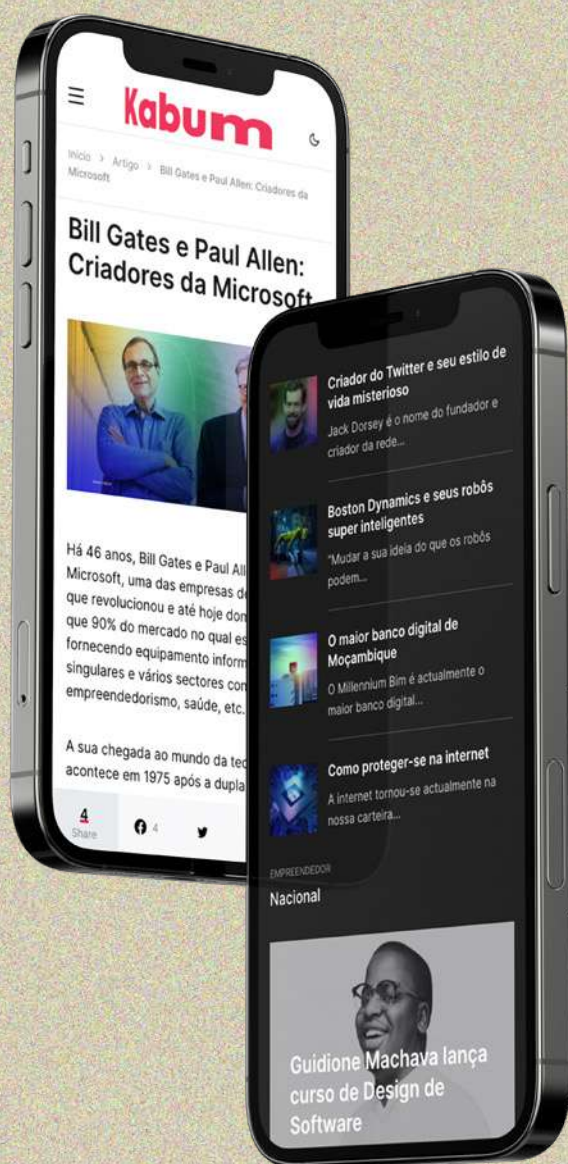 Kabum
Início > Artigo > Bill Gates e Paul Allen: Criadores da
Microsoft
Bill Gates e Paul Allen:
Criadores da Microsoft
Há 46 anos, Bill Gates e Paul
Microsoft, uma das empresas
que revolucionou e até hoje
que 90% do mercado no qual
fornecendo equipamento
singulares e vários sectores
empreendedorismo, saúde, etc.
A sua chegada ao mundo da
acontece em 1975 após a dupla
4
Share
4
Criador do Twitter e seu estilo de
vida misterioso
Jack Dorsey é o nome do fundador e
criador da rede...
Boston Dynamics e seus robôs
super inteligentes
"Mudar a sua ideia do que os robôs
podem...
O maior banco digital de
Moçambique
O Millennium Bim é actualmente o
maior banco digital...
Como proteger-se na internet
A internet tornou-se actualmente na
nossa carteira...
EMPREENDEDOR
Nacional
Guidione Machava lança
curso de Design de
Software